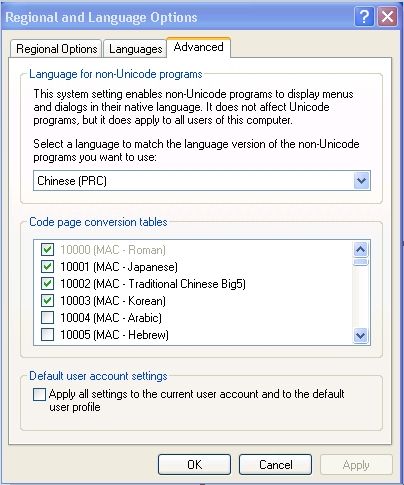 Regional and Language Options
Regional Options Languages Advanced
Language for non-Unicode programs
This system setting enables non-Unicode programs to display menus
and dialogs in their native language. It does not affect Unicode
programs, but it does apply to all users of this computer.
Select a language to match the language version of the non-Unicode
programs you want to use:
Chinese (PRC)
Code page conversion tables
10000 (MAC - Roman)
10001 (MAC - Japanese)
10002 (MAC - Traditional Chinese Big5)
10003 (MAC - Korean)
10004 (MAC - Arabic)
10005 (MAC - Hebrew)
Default user account settings
Apply all settings to the current user account and to the default
user profile
OK Cancel Apply